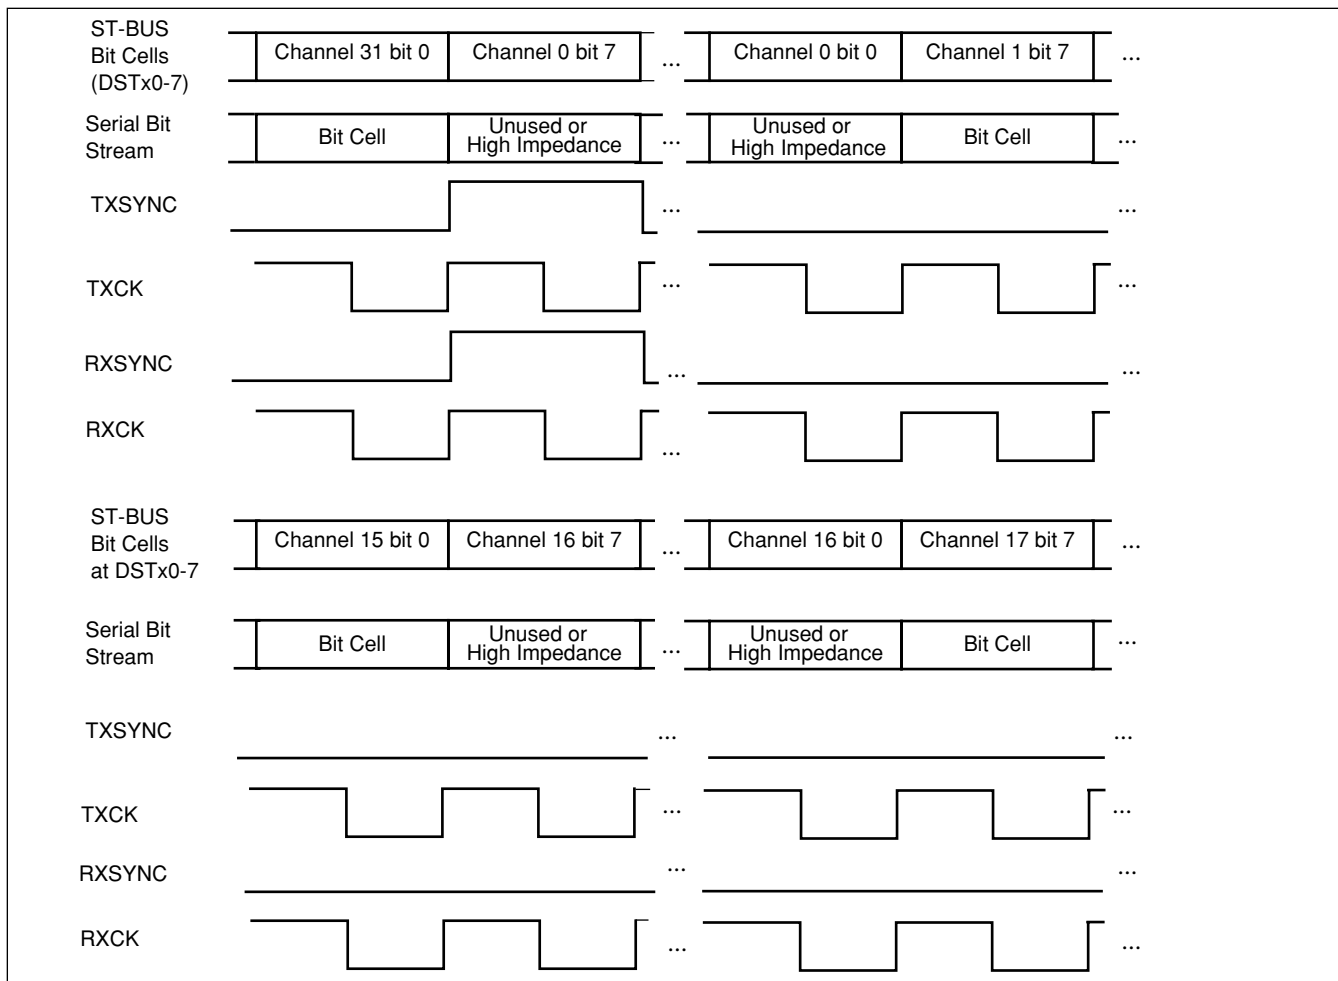 ST-BUS
Bit Cells
(DSTx0-7)
Channel 31 bit 0
Channel 0 bit 7
...
Channel 0 bit 0
Channel 1 bit 7
...
Serial Bit
Stream
Bit Cell
Unused or
High Impedance
...
Unused or
High Impedance
Bit Cell
...
TXSYNC
...
...
TXCK
...
...
RXSYNC
...
...
RXCK
...
...
ST-BUS
Bit Cells
at DSTx0-7
Channel 15 bit 0
Channel 16 bit 7
...
Channel 16 bit 0
Channel 17 bit 7
...
Serial Bit
Stream
Bit Cell
Unused or
High Impedance
...
Unused or
High Impedance
Bit Cell
...
TXSYNC
...
...
TXCK
...
...
RXSYNC
...
...
RXCK
...
...